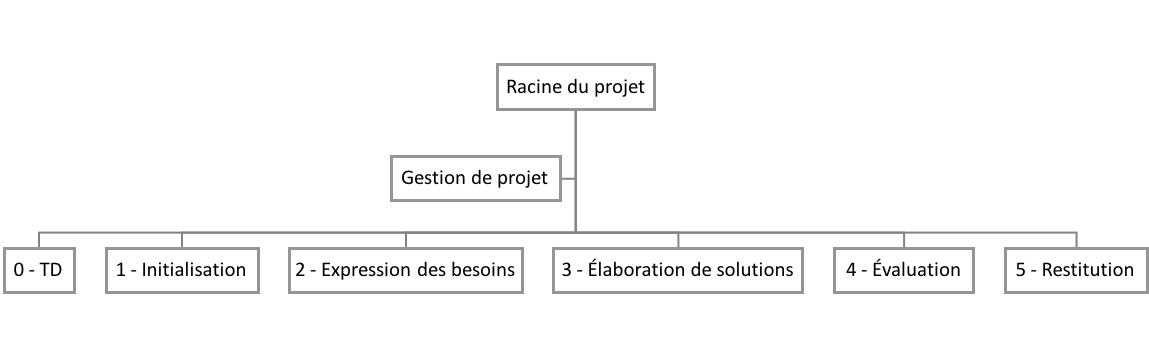 Racine du projet
Gestion de projet
0 - TD
1 - Initialisation
2 - Expression des besoins
3 - Élaboration de solutions
4 - Évaluation
5 - Restitution